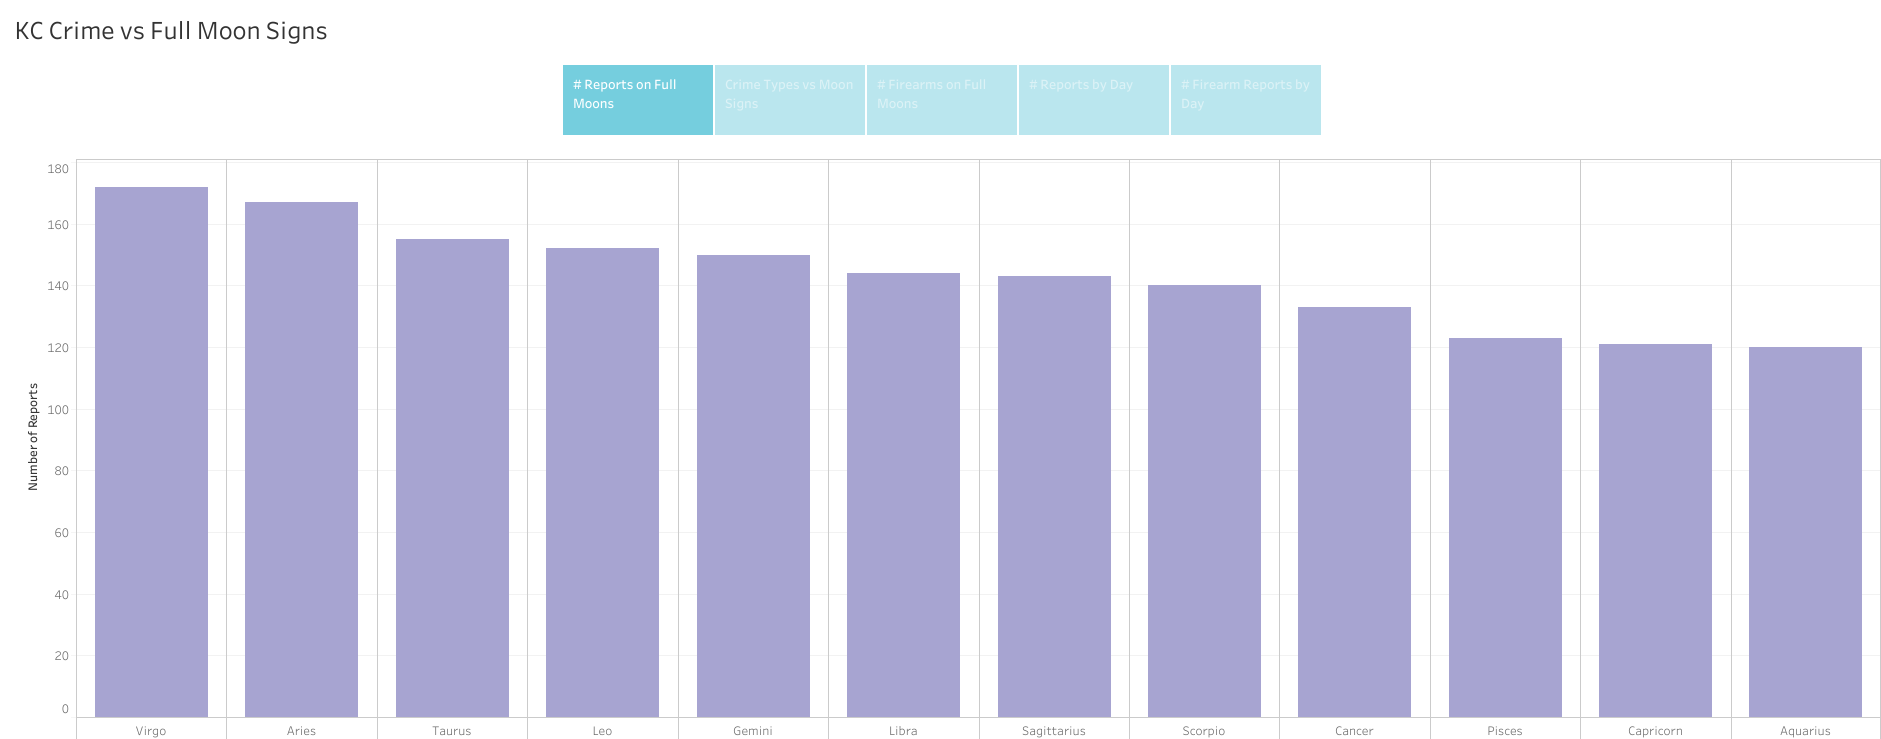 KC Crime vs Full Moon Signs
# Reports on Full
Moons
Crime Types vs Moon
Signs
# Firearms on Full
Moons
# Reports by Day
# Firearm Reports by
Day
180
160
140
120
100
80
60
40
20
0
Number of Reports
Virgo
Aries
Taurus
Leo
Gemini
Libra
Sagittarius
Scorpio
Cancer
Pisces
Capricorn
Aquarius